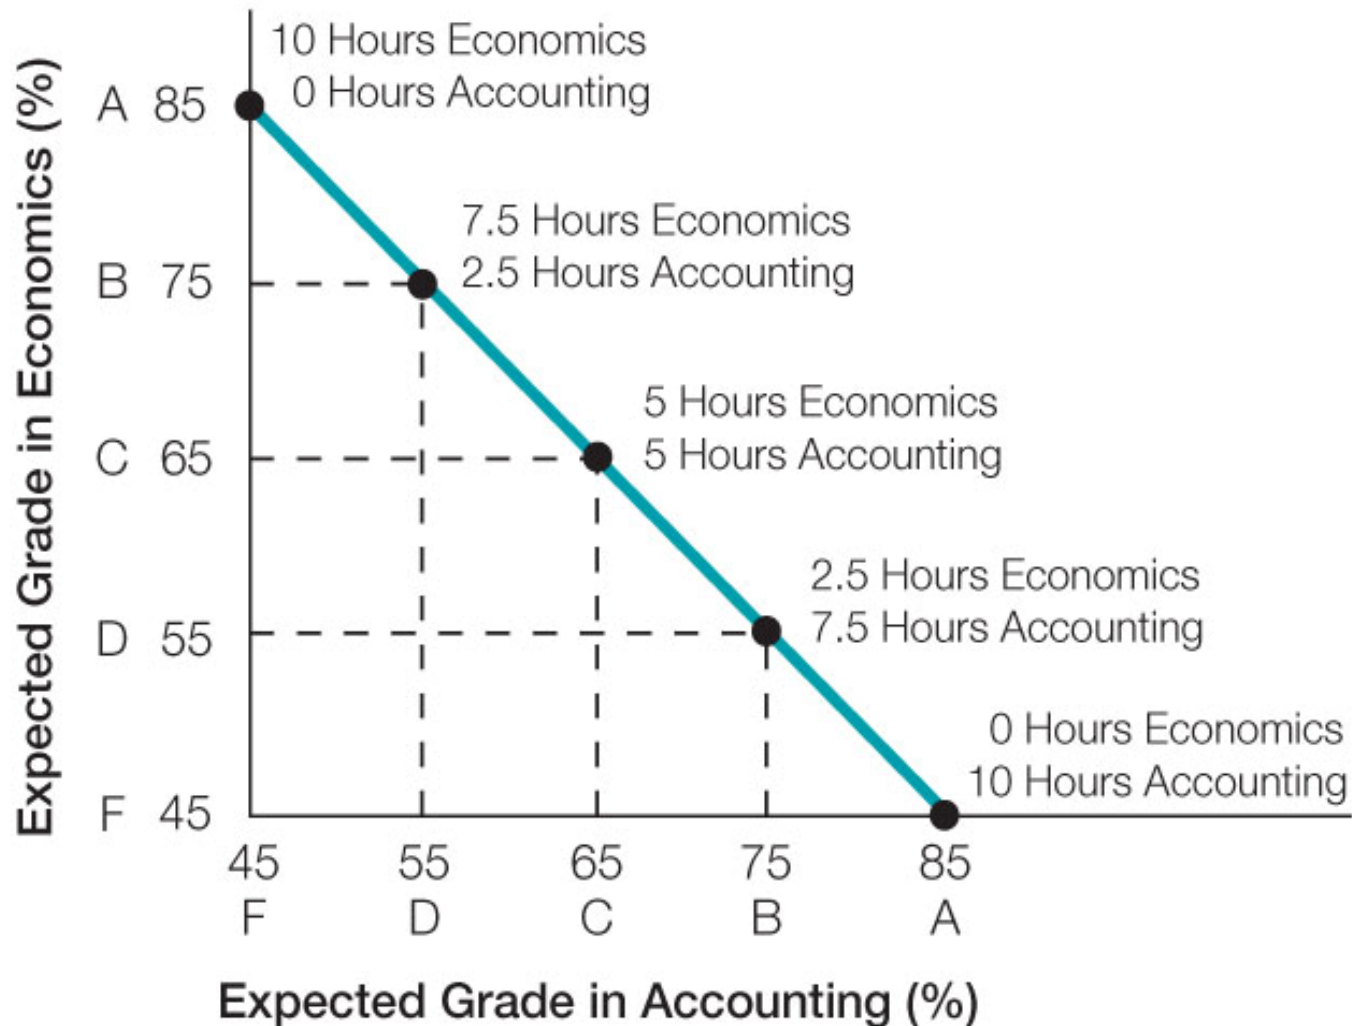 Expected Grade in Economics (%)
10 Hours Economics
0 Hours Accounting
A 85
7.5 Hours Economics
2.5 Hours Accounting
B 75
5 Hours Economics
5 Hours Accounting
C 65
2.5 Hours Economics
7.5 Hours Accounting
D 55
0 Hours Economics
10 Hours Accounting
F 45
45 55 65 75 85
F D C B A
Expected Grade in Accounting (%)